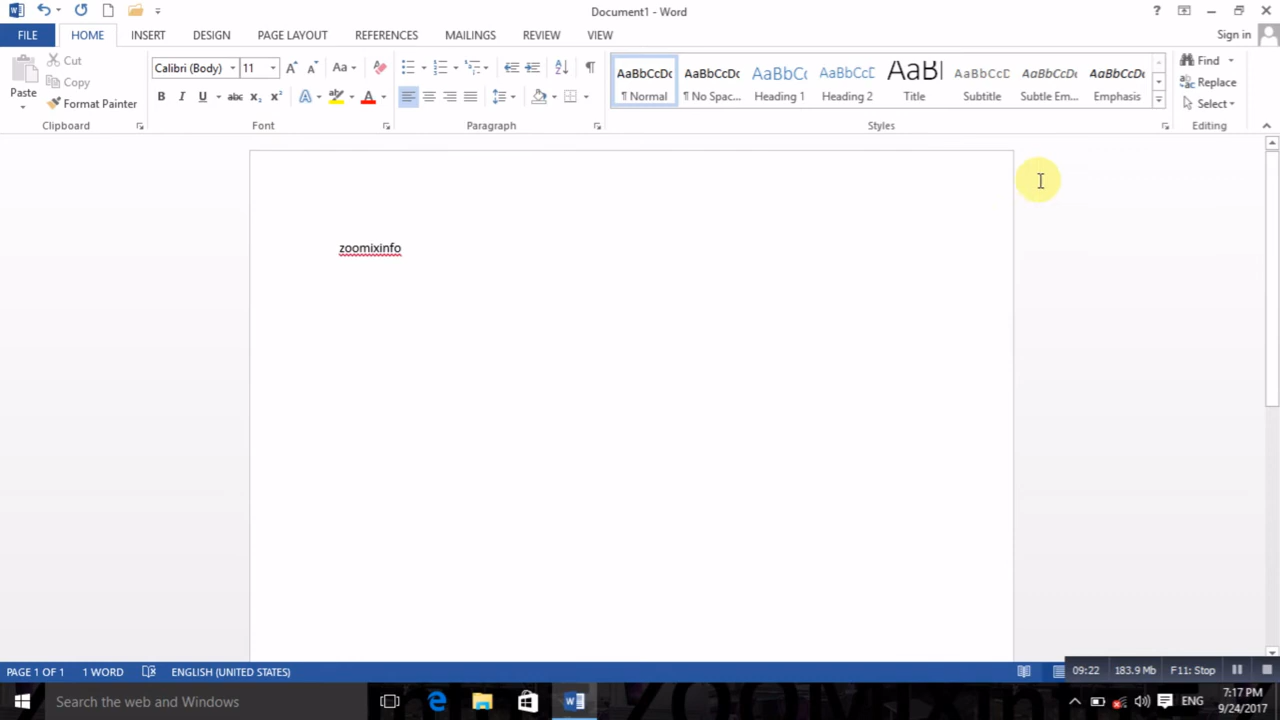 Document1 - Word
? 
FILE HOME INSERT DESIGN PAGE LAYOUT REFERENCES MAILINGS REVIEW VIEW Sign in
Paste
Cut
Copy
Format Painter
Clipboard
Calibri (Body) 11 Aa
B I U abc X₂ X² A A
Font
Paragraph
AaBbCcDc AaBbCcDc AaBbCc AaBbCcD AaBl AaBbCcD AaBbCcDc AaBbCcDc
¶ Normal ¶ No Spac... Heading 1 Heading 2 Title Subtitle Subtle Em... Emphasis
Styles
Find
Replace
Select
Editing
zoomixinfo
PAGE 1 OF 1 1 WORD ENGLISH (UNITED STATES)
09:22 183.9 Mb F11: Stop
Search the web and Windows
ENG
7:17 PM
9/24/2017